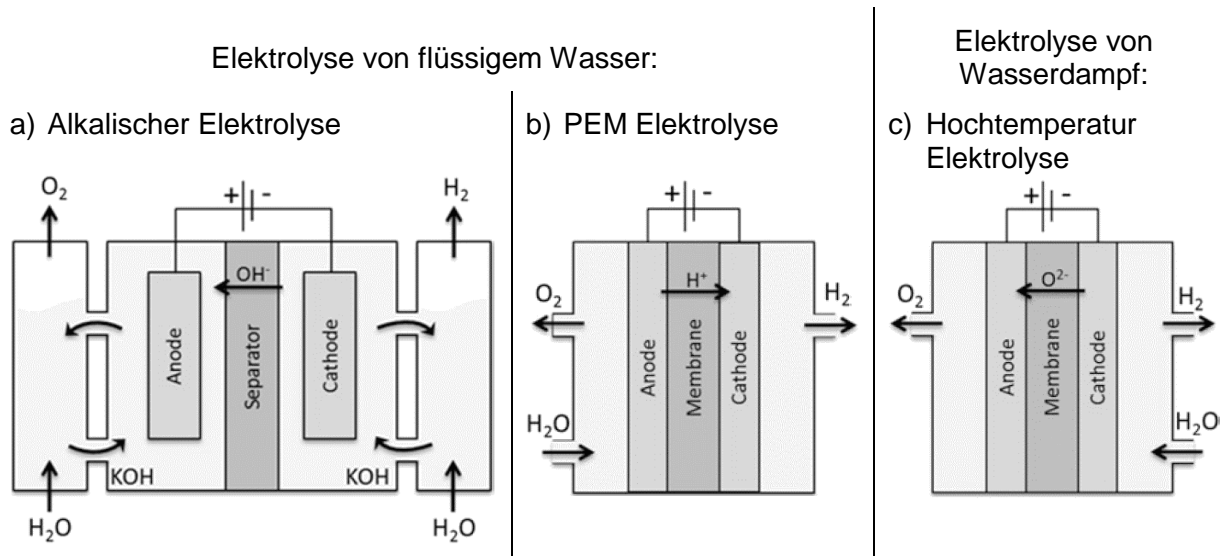 Elektrolyse von flüssigem Wasser:
Elektrolyse von
Wasserdampf:
a) Alkalischer Elektrolyse
b) PEM Elektrolyse
c) Hochtemperatur
Elektrolyse
O₂
+ -
H₂
OH⁻
Anode
Separator
Cathode
KOH
KOH
H₂O
H₂O
+ -
O₂
H⁺
H₂
Anode
Membrane
Cathode
H₂O
+ -
O₂
O²⁻
H₂
Anode
Membrane
Cathode
H₂O